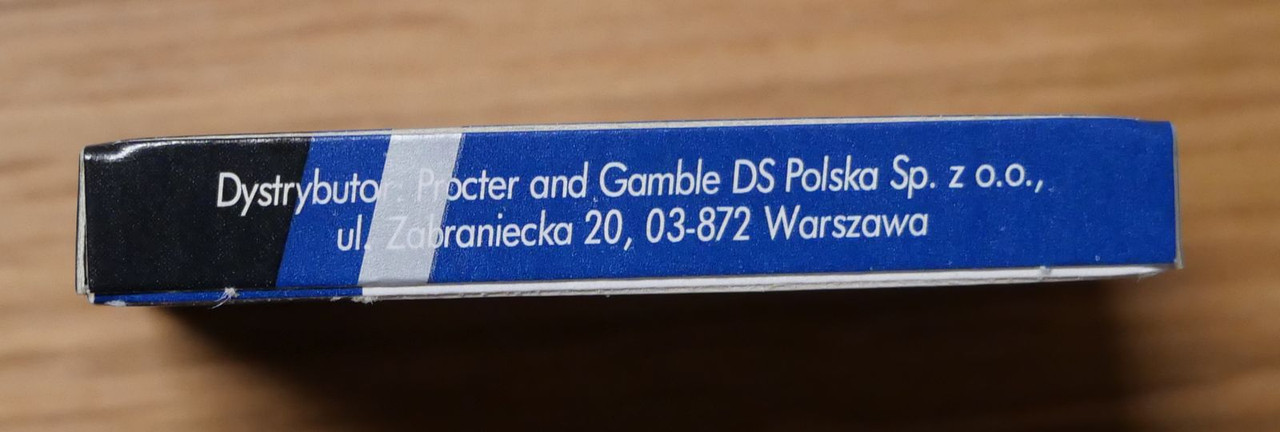 Dystrybutor: Procter and Gamble DS Polska Sp. z o.o.,
ul. Zabraniecka 20, 03-872 Warszawa